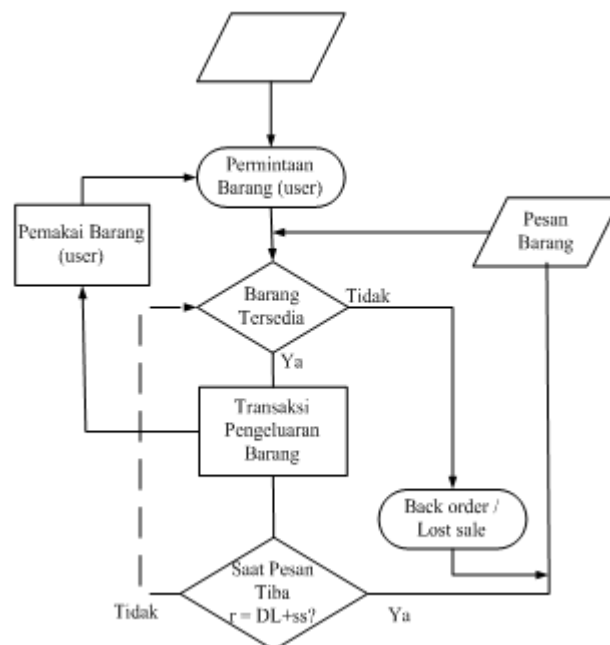 Permintaan
Barang (user)
Pemakai Barang
(user)
Pesan
Barang
Barang
Tersedia
Tidak
Ya
Transaksi
Pengeluaran
Barang
Back order /
Lost sale
Saat Pesan
Tiba
r = DL+ss?
Tidak
Ya